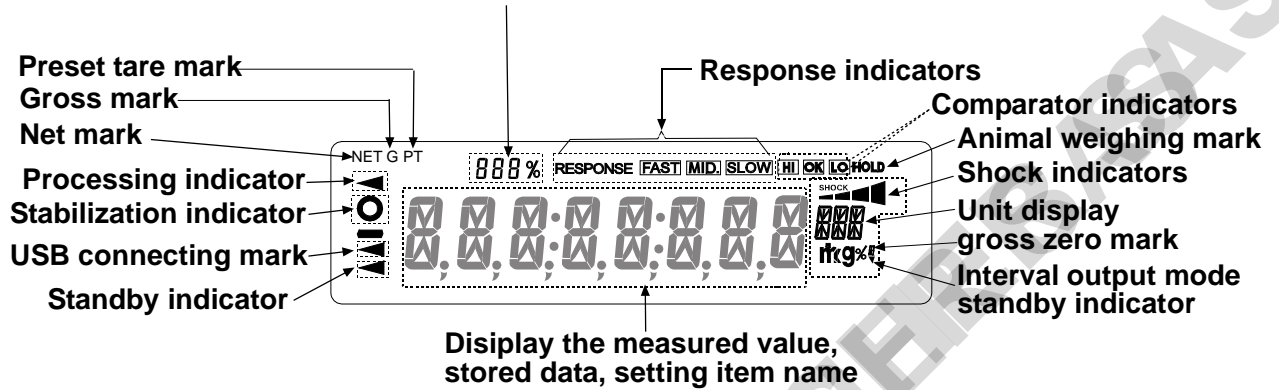 Preset tare mark
Gross mark
Net mark
Processing indicator
Stabilization indicator
USB connecting mark
Standby indicator
Response indicators
Comparator indicators
Animal weighing mark
Shock indicators
Unit display
gross zero mark
Interval output mode
standby indicator
NET G PT
%
RESPONSE FAST MID. SLOW HI OK LO HOLD
SHOCK
g %
Disiplay the measured value,
stored data, setting item name